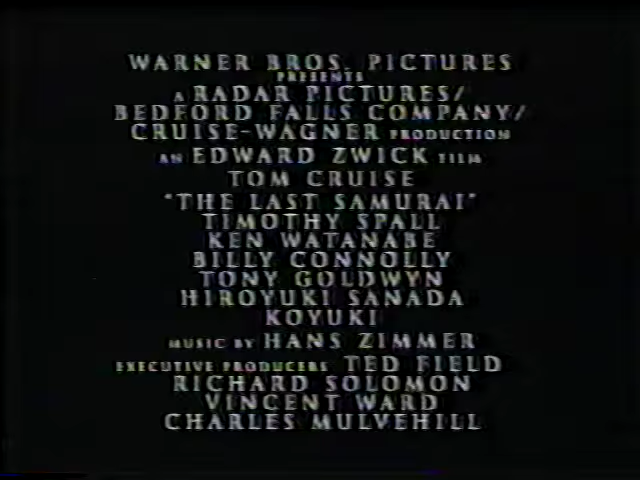 WARNER BROS. PICTURES
PRESENTS
A RADAR PICTURES/
BEDFORD FALLS COMPANY/
CRUISE-WAGNER PRODUCTION
AN EDWARD ZWICK FILM
TOM CRUISE
"THE LAST SAMURAI"
TIMOTHY SPALL
KEN WATANABE
BILLY CONNOLLY
TONY GOLDWYN
HIROYUKI SANADA
KOYUKI
MUSIC BY HANS ZIMMER
EXECUTIVE PRODUCERS TED FIELD
RICHARD SOLOMON
VINCENT WARD
CHARLES MULVEHILL